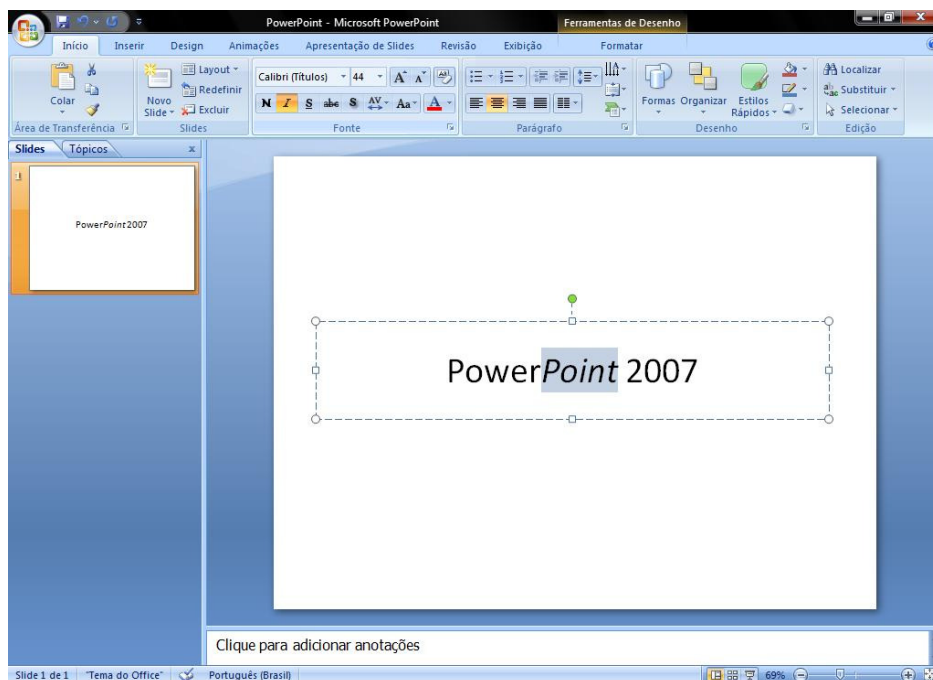 PowerPoint - Microsoft PowerPoint
Ferramentas de Desenho
Início Inserir Design Animações Apresentação de Slides Revisão Exibição Formatar
Colar
Área de Transferência
Novo Slide
Layout
Redefinir
Excluir
Slides
Calibri (Títulos) 44
N I S abc S AV Aa A
Fonte
Parágrafo
Formas Organizar Estilos Rápidos
Desenho
Localizar
Substituir
Selecionar
Edição
Slides Tópicos x
1
PowerPoint 2007
PowerPoint 2007
Clique para adicionar anotações
Slide 1 de 1 "Tema do Office" Português (Brasil) 69%